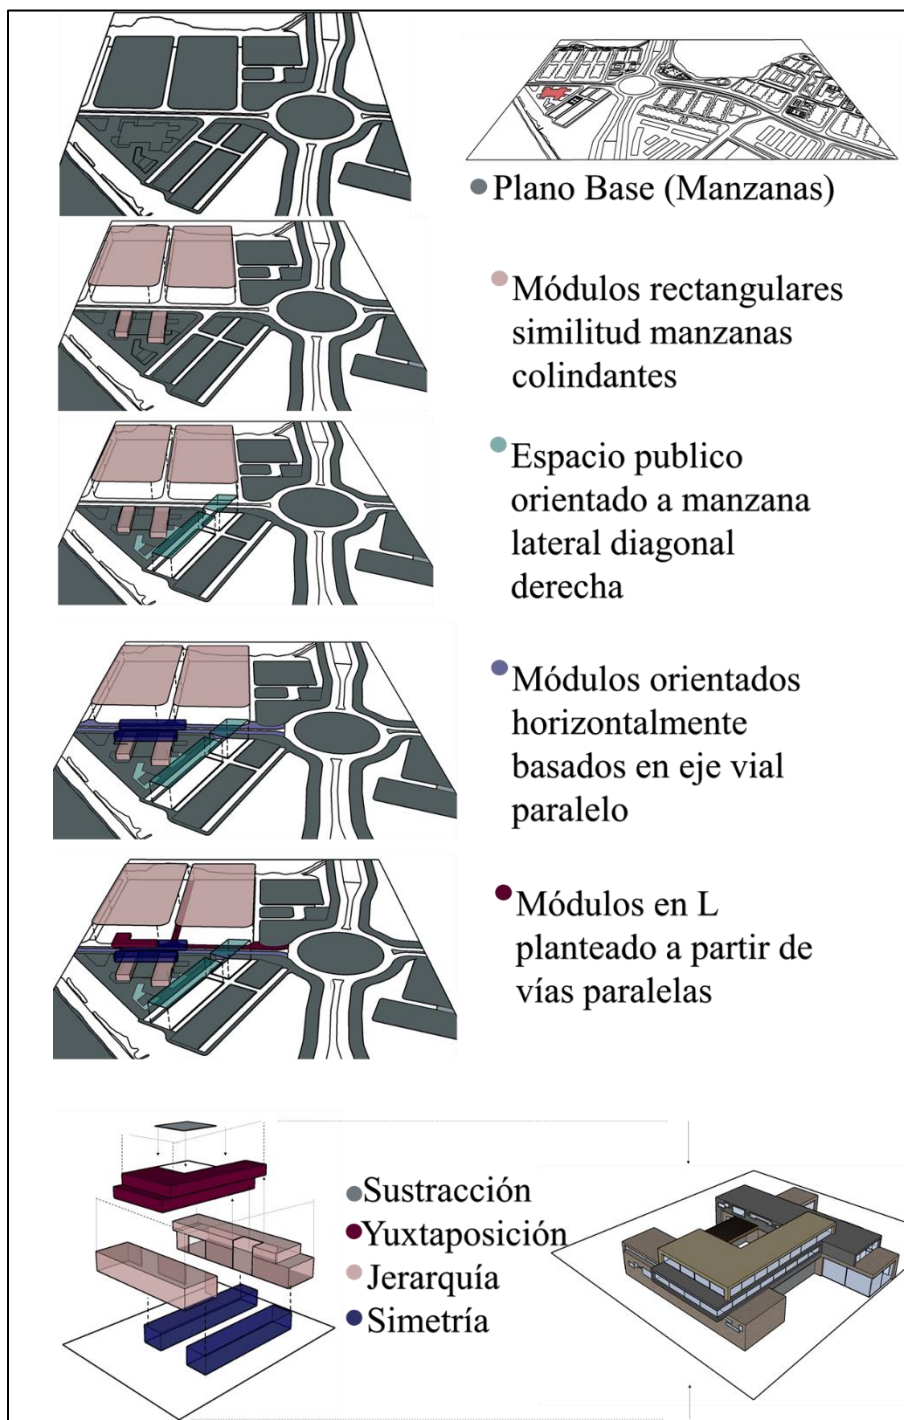 Plano Base (Manzanas)
Módulos rectangulares
similitud manzanas
colindantes
Espacio publico
orientado a manzana
lateral diagonal
derecha
Módulos orientados
horizontalmente
basados en eje vial
paralelo
Módulos en L
planteado a partir de
vías paralelas
Sustracción
Yuxtaposición
Jerarquía
Simetría